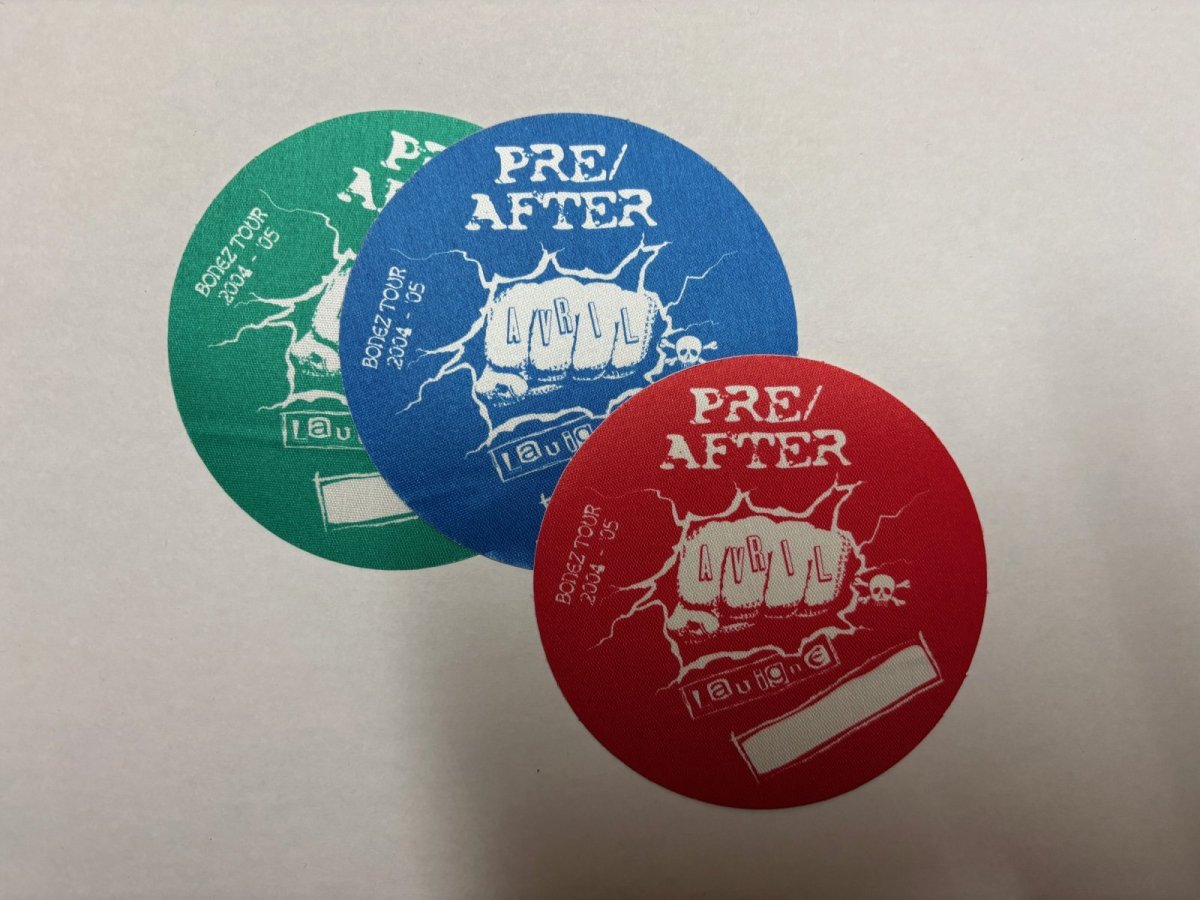 BONEZ TOUR
2004 - '05
PRE/
AFTER
BONEZ TOUR
2004 - '05
AVRIL
PRE/
AFTER
BONEZ TOUR
2004 - '05
AVRIL
Lavigne